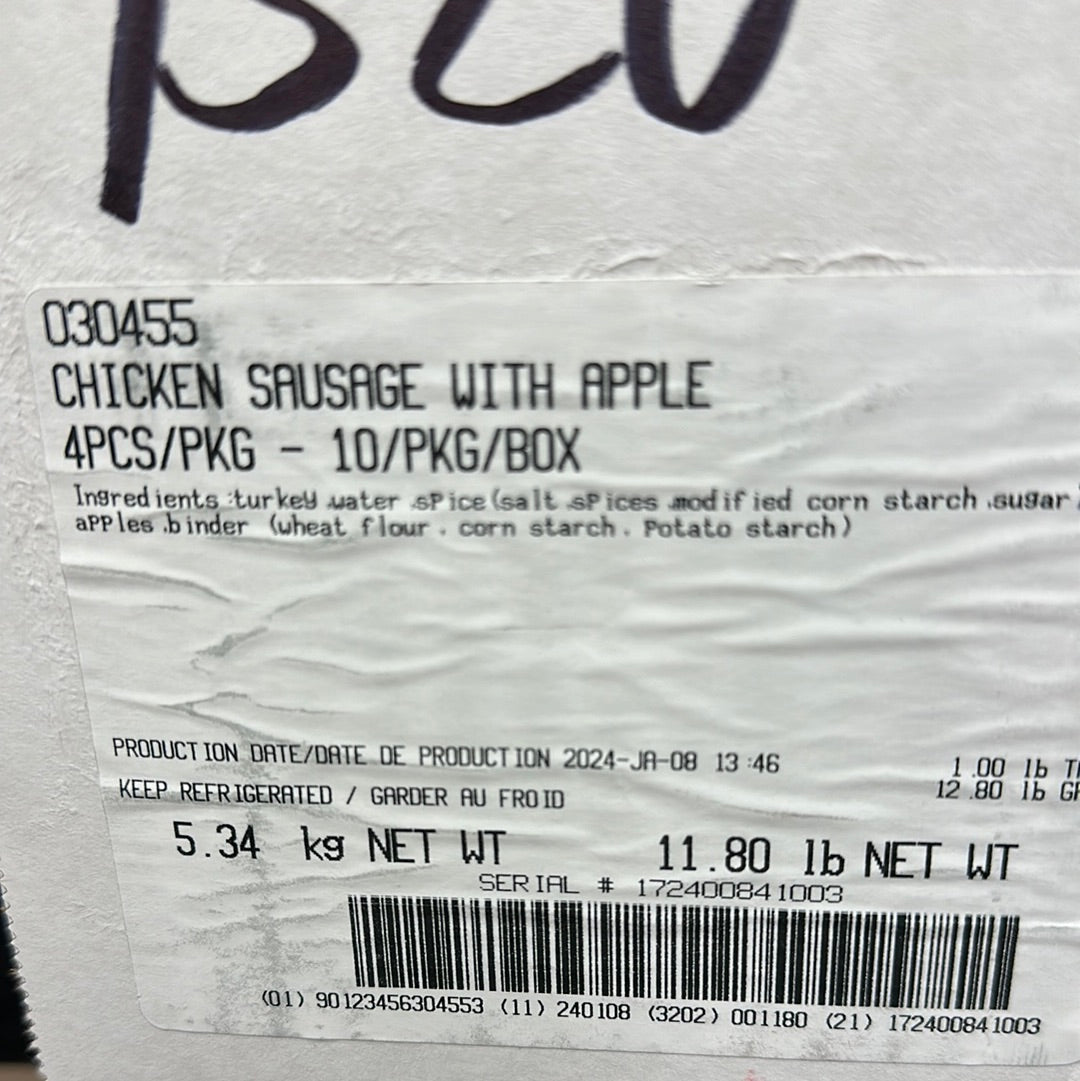 030455
CHICKEN SAUSAGE WITH APPLE
4PCS/PKG - 10/PKG/BOX
Ingredients :turkey ,water ,spice(salt ,spices ,modified corn starch ,sugar
apples ,binder (wheat flour , corn starch , Potato starch)
PRODUCTION DATE/DATE DE PRODUCTION 2024-JA-08 13:46
1.00 lb
KEEP REFRIGERATED / GARDER AU FROID
12.80 lb
5.34 kg NET WT 11.80 lb NET WT
SERIAL # 172400841003
(01) 90123456304553 (11) 240108 (3202) 001180 (21) 172400841003